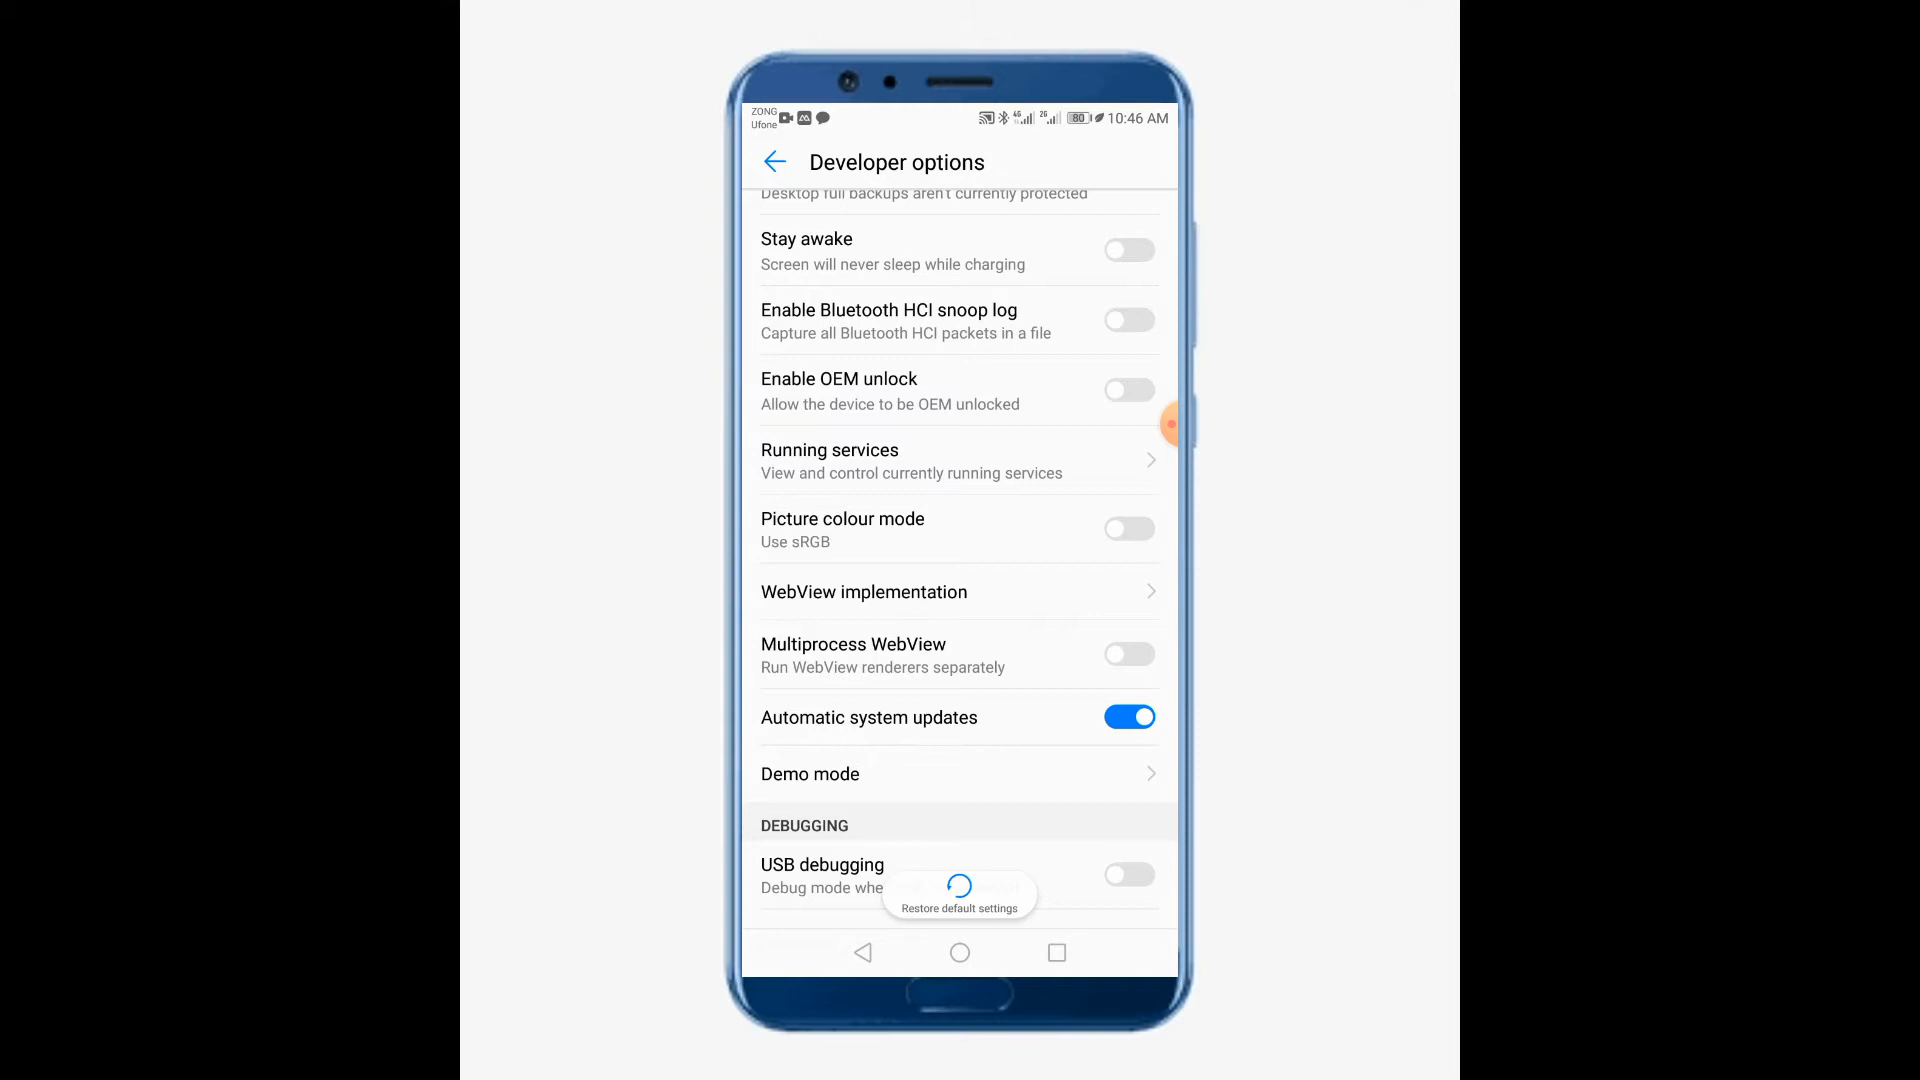 ZONG
Ufone
4G
2G
80
10:46 AM
Developer options
Desktop full backups aren't currently protected
Stay awake
Screen will never sleep while charging
Enable Bluetooth HCI snoop log
Capture all Bluetooth HCI packets in a file
Enable OEM unlock
Allow the device to be OEM unlocked
Running services
View and control currently running services
Picture colour mode
Use sRGB
WebView implementation
Multiprocess WebView
Run WebView renderers separately
Automatic system updates
Demo mode
DEBUGGING
USB debugging
Debug mode whe
Restore default settings